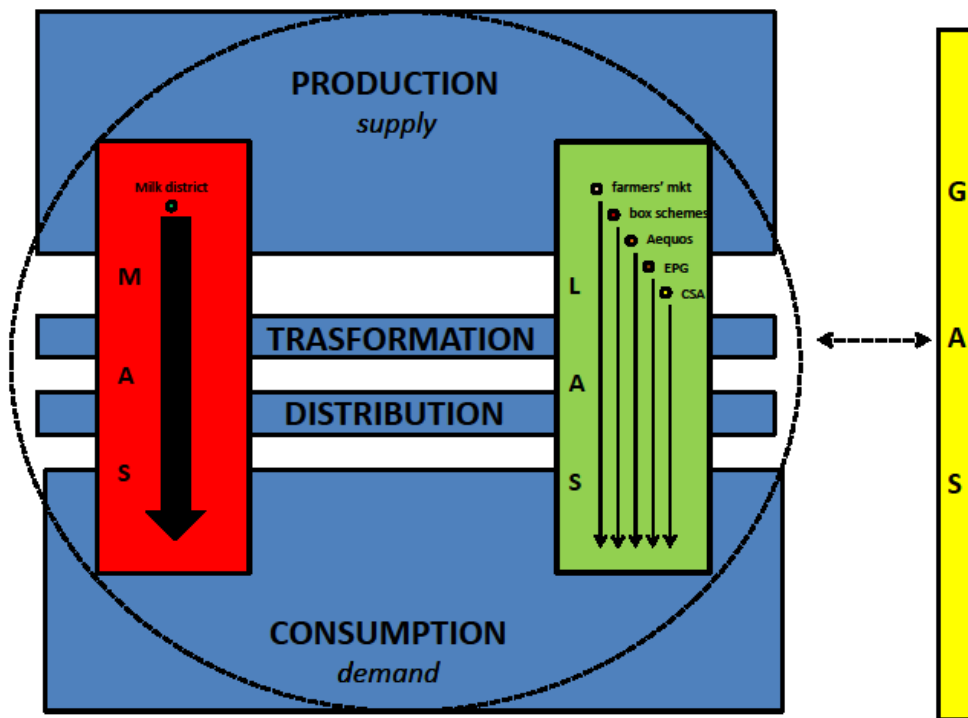 PRODUCTION
supply
Milk district
farmers' mkt
box schemes
Aequos
EPG
CSA
M
A
S
L
A
S
G
A
S
TRASFORMATION
DISTRIBUTION
CONSUMPTION
demand